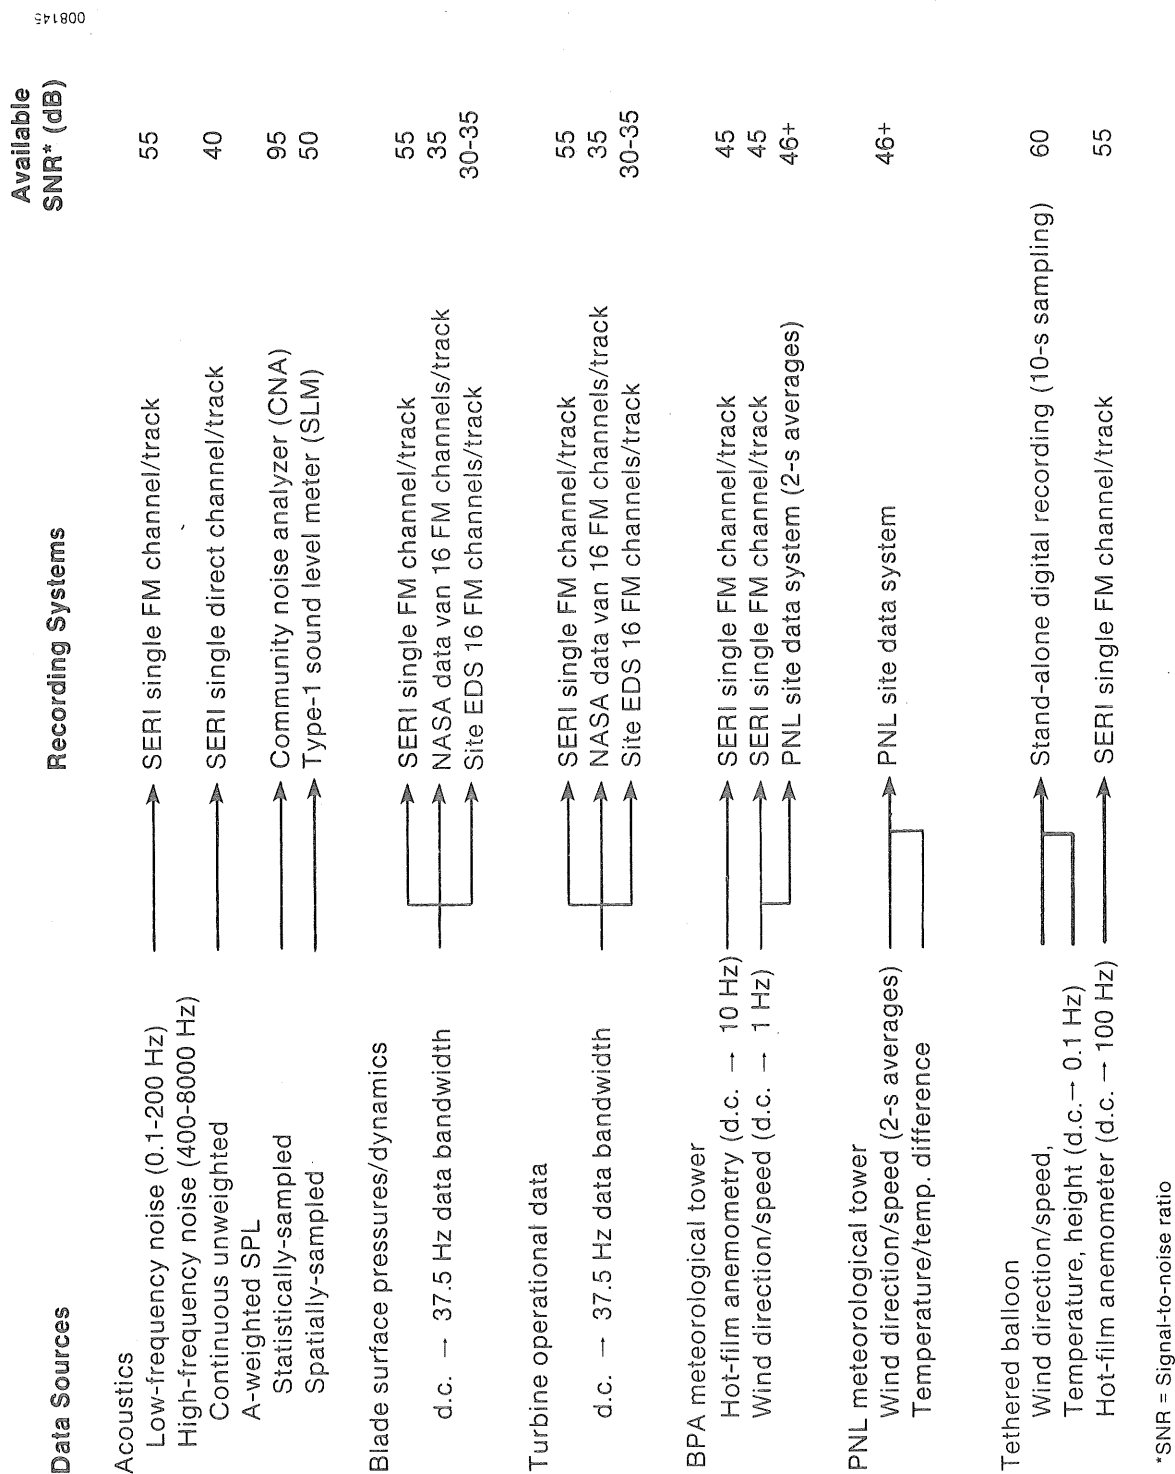 008145
Data Sources Recording Systems Available SNR* (dB)
Acoustics
Low-frequency noise (0.1-200 Hz) SERI single FM channel/track 55
High-frequency noise (400-8000 Hz)
Continuous unweighted SERI single direct channel/track 40
A-weighted SPL
Statistically-sampled Community noise analyzer (CNA) 95
Spatially-sampled Type-1 sound level meter (SLM) 50
Blade surface pressures/dynamics
SERI single FM channel/track 55
d.c. → 37.5 Hz data bandwidth NASA data van 16 FM channels/track 35
Site EDS 16 FM channels/track 30-35
Turbine operational data
SERI single FM channel/track 55
d.c. → 37.5 Hz data bandwidth NASA data van 16 FM channels/track 35
Site EDS 16 FM channels/track 30-35
BPA meteorological tower
Hot-film anemometry (d.c. → 10 Hz) SERI single FM channel/track 45
Wind direction/speed (d.c. → 1 Hz) SERI single FM channel/track 45
PNL site data system (2-s averages) 46+
PNL meteorological tower
Wind direction/speed (2-s averages) PNL site data system 46+
Temperature/temp. difference
Tethered balloon
Wind direction/speed, Stand-alone digital recording (10-s sampling) 60
Temperature, height (d.c. → 0.1 Hz)
Hot-film anemometer (d.c. → 100 Hz) SERI single FM channel/track 55
*SNR = Signal-to-noise ratio